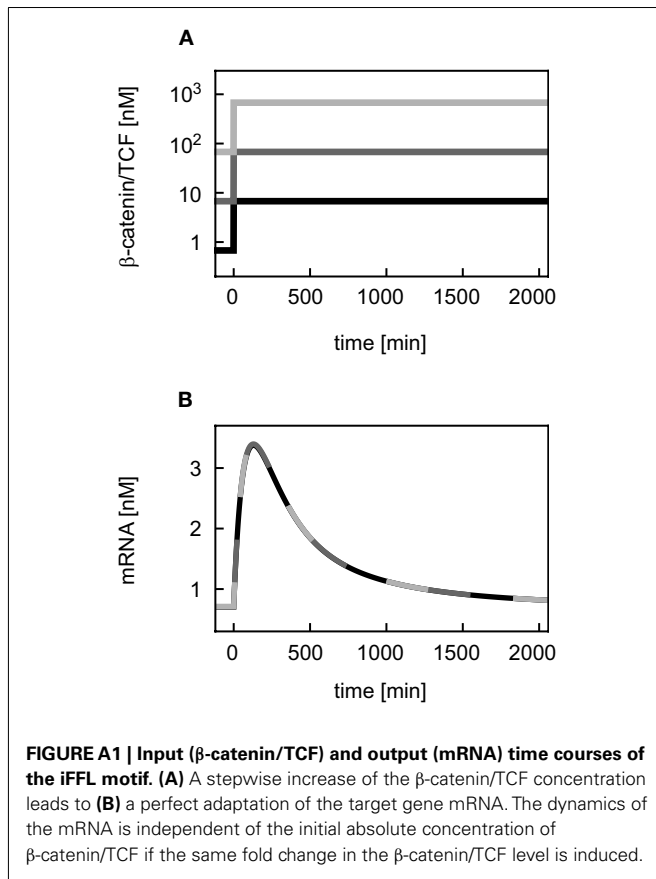 A
β-catenin/TCF [nM]
10³
10²
10
1
0 500 1000 1500 2000
time [min]
B
mRNA [nM]
3
2
1
0 500 1000 1500 2000
time [min]
FIGURE A1 | Input (β-catenin/TCF) and output (mRNA) time courses of
the iFFL motif. (A) A stepwise increase of the β-catenin/TCF concentration
leads to (B) a perfect adaptation of the target gene mRNA. The dynamics of
the mRNA is independent of the initial absolute concentration of
β-catenin/TCF if the same fold change in the β-catenin/TCF level is induced.